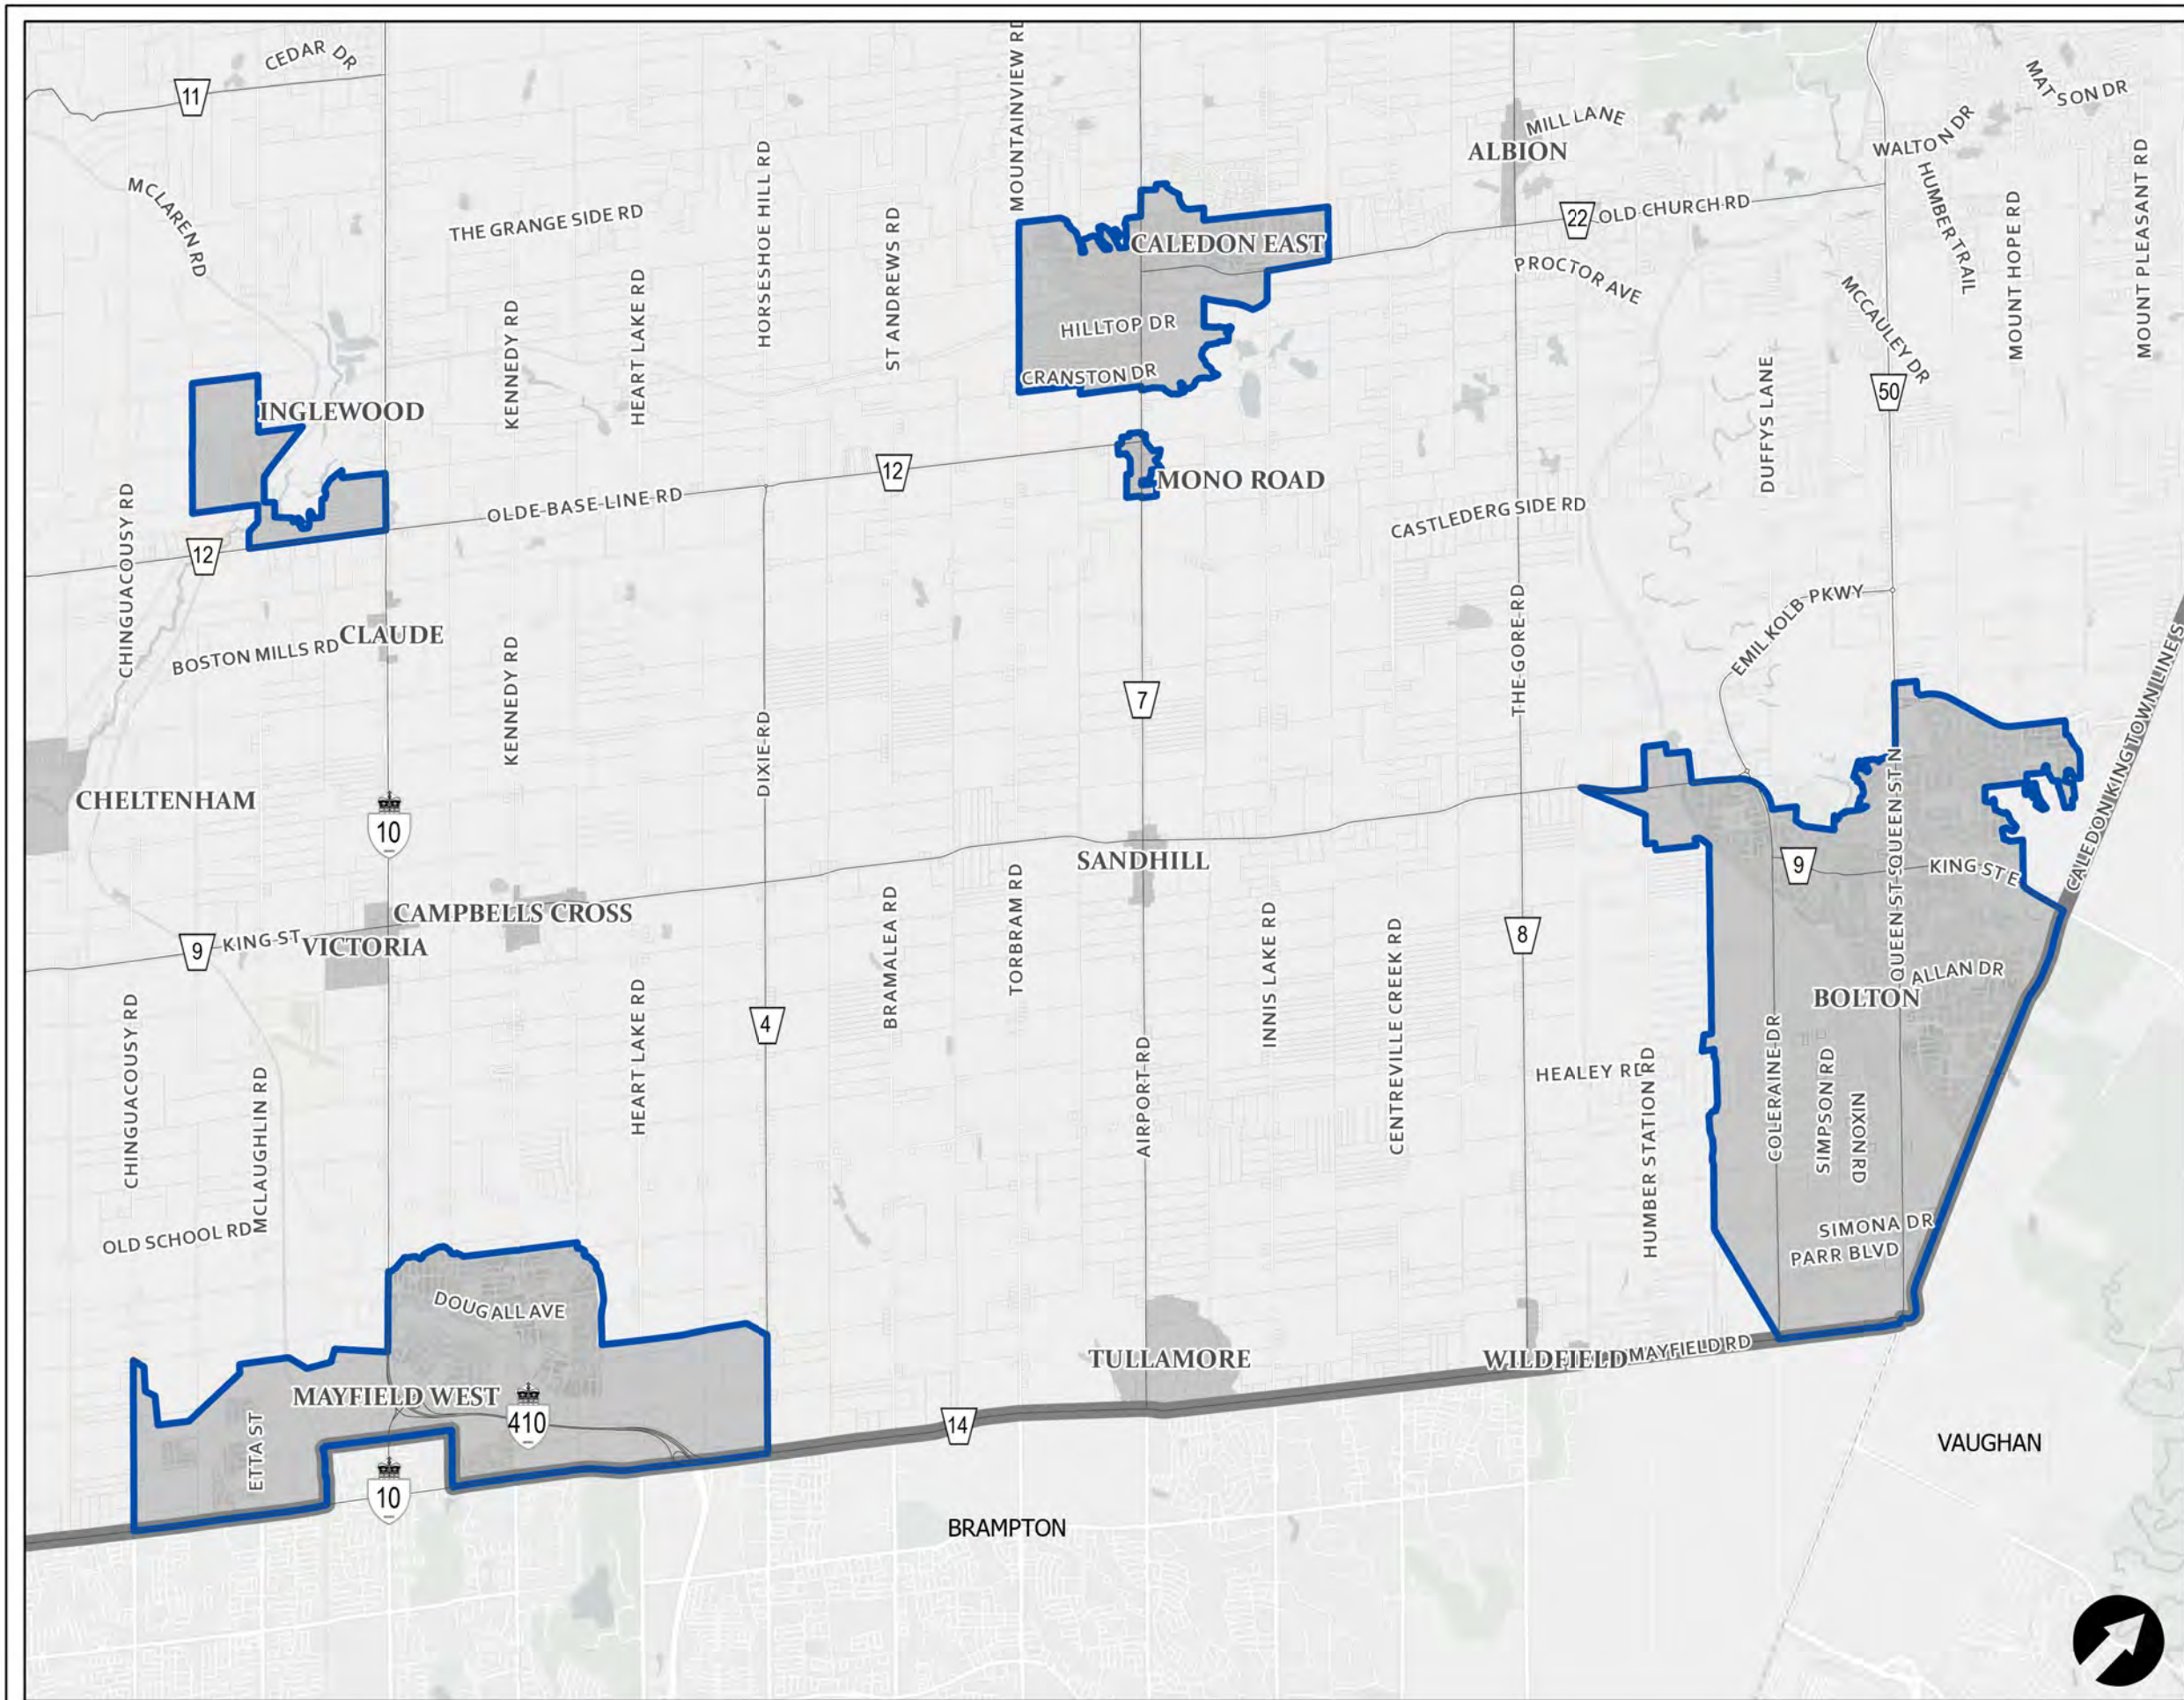 CEDAR DR
11
MOUNTAINVIEW RD
MATSON DR
MILL LANE
ALBION
WALTON DR
MCLAREN RD
HORSESHOE HILL RD
HUMBER TRAIL
MOUNT PLEASANT RD
THE GRANGE SIDE RD
ST ANDREWS RD
22
OLD CHURCH RD
MOUNT HOPE RD
CALEDON EAST
PROCTOR AVE
HEART LAKE RD
KENNEDY RD
HILLTOP DR
MCCAULEY DR
CRANSTON DR
DUFFYS LANE
50
INGLEWOOD
12
MONO ROAD
OLDE BASE LINE RD
CASTLEDERG SIDE RD
CHINGUACOUSY RD
12
BOSTON MILLS RD
CLAUDE
KENNEDY RD
THE GORE RD
EMIL KOLB PKWY
7
DIXIE RD
CALEDON/KING TOWN LINE S
CHELTENHAM
10
QUEEN ST S
QUEEN ST N
SANDHILL
9
KING ST E
CAMPBELLS CROSS
9
KING ST
VICTORIA
BRAMALEA RD
TORBRAM RD
INNIS LAKE RD
CENTREVILLE CREEK RD
8
ALLAN DR
BOLTON
CHINGUACOUSY RD
HEART LAKE RD
4
MCLAUGHLIN RD
AIRPORT RD
HEALEY RD
HUMBER STATION RD
COLERAINE DR
SIMPSON RD
NIXON RD
OLD SCHOOL RD
SIMONA DR
PARR BLVD
DOUGALL AVE
TULLAMORE
WILDFIELD
MAYFIELD RD
MAYFIELD WEST
410
14
ETTA ST
10
VAUGHAN
BRAMPTON